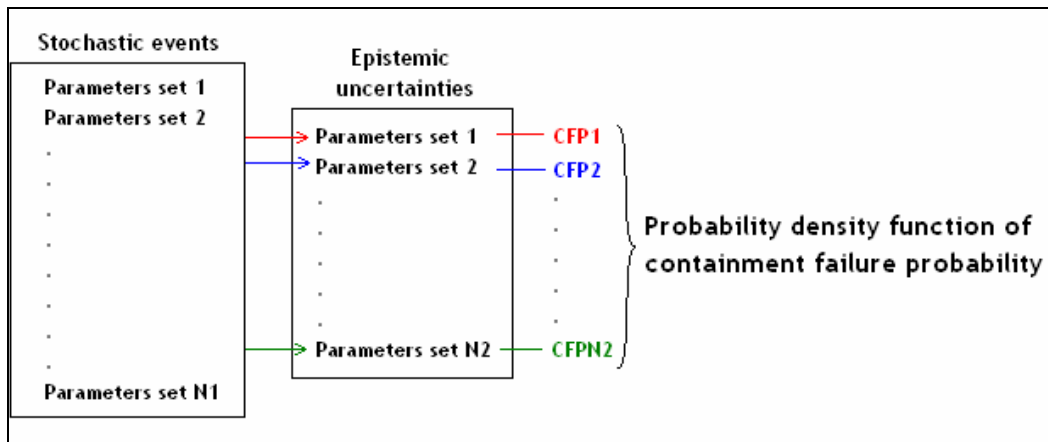 Stochastic events
Parameters set 1
Parameters set 2
.
.
.
.
.
.
.
.
Parameters set N1
Epistemic
uncertainties
Parameters set 1
Parameters set 2
.
.
.
.
.
Parameters set N2
CFP1
CFP2
.
.
.
.
.
CFPN2
Probability density function of
containment failure probability